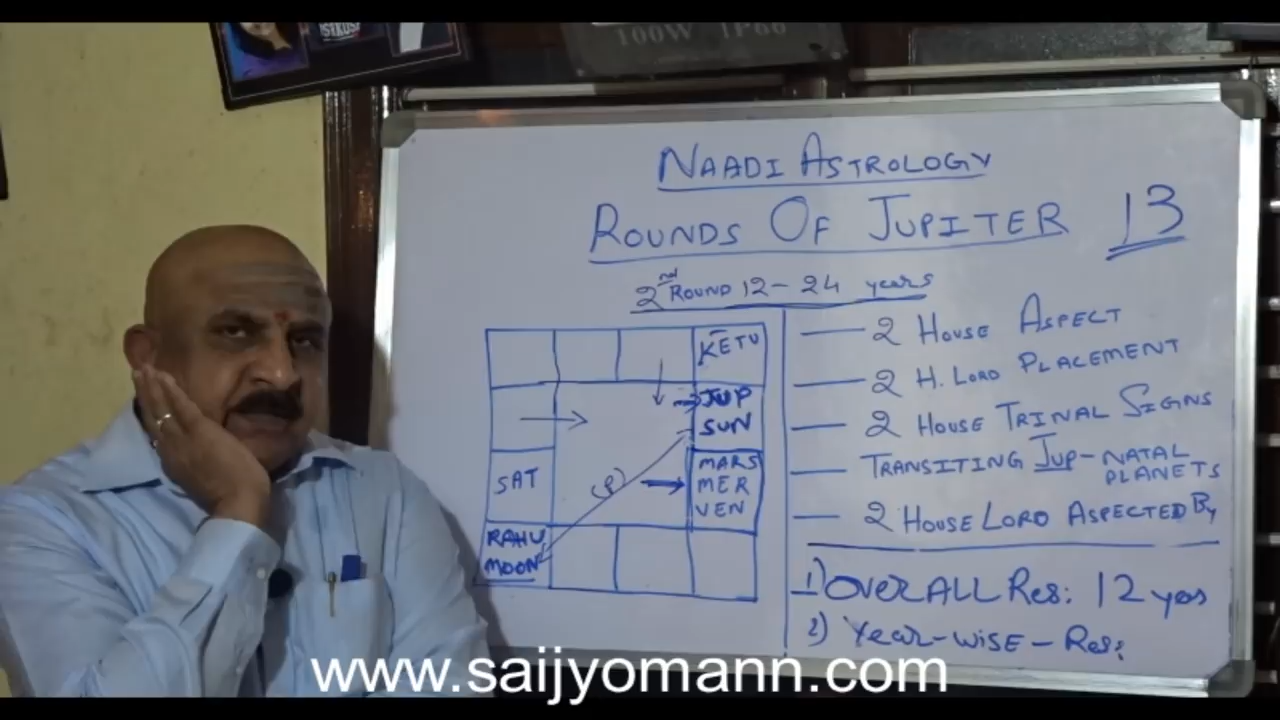 100W IP66
NAADI ASTROLOGY
ROUNDS OF JUPITER 13
2nd ROUND 12-24 years
KETU
JUP
SUN
SAT
MARS
MER
VEN
(P)
RAHU
MOON
2 HOUSE ASPECT
2 H. LORD PLACEMENT
2 HOUSE TRINAL SIGNS
TRANSITING JUP-NATAL
PLANETS
2 HOUSE LORD ASPECTED By
1) OVERALL Res: 12 yrs
2) Year-wise-Res:
www.saijyomann.com